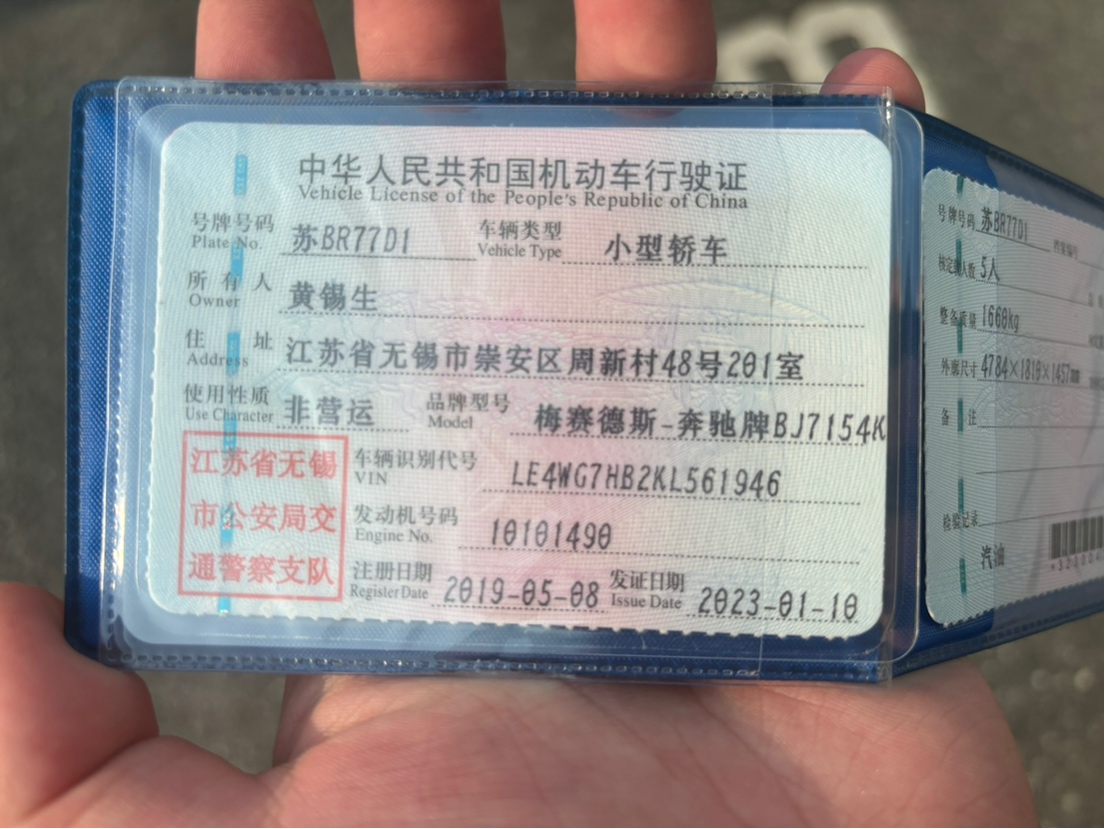 中华人民共和国机动车行驶证
Vehicle License of the People's Republic of China
号牌号码 苏BR77D1 车辆类型 小型轿车
Plate No. Vehicle Type
所有人 黄锡生
Owner
住址 江苏省无锡市崇安区周新村48号201室
Address
使用性质 非营运 品牌型号 梅赛德斯-奔驰牌BJ7154K
Use Character Model
江苏省无锡
市公安局交
通警察支队
车辆识别代号 LE4WG7HB2KL561946
VIN
发动机号码 10101490
Engine No.
注册日期 2019-05-08 发证日期 2023-01-10
Register Date Issue Date
号牌号码 苏BR77D1
核定载人数 5人
整备质量 1660kg
外廓尺寸 4784×1810×1457mm
备注
检验记录
汽油